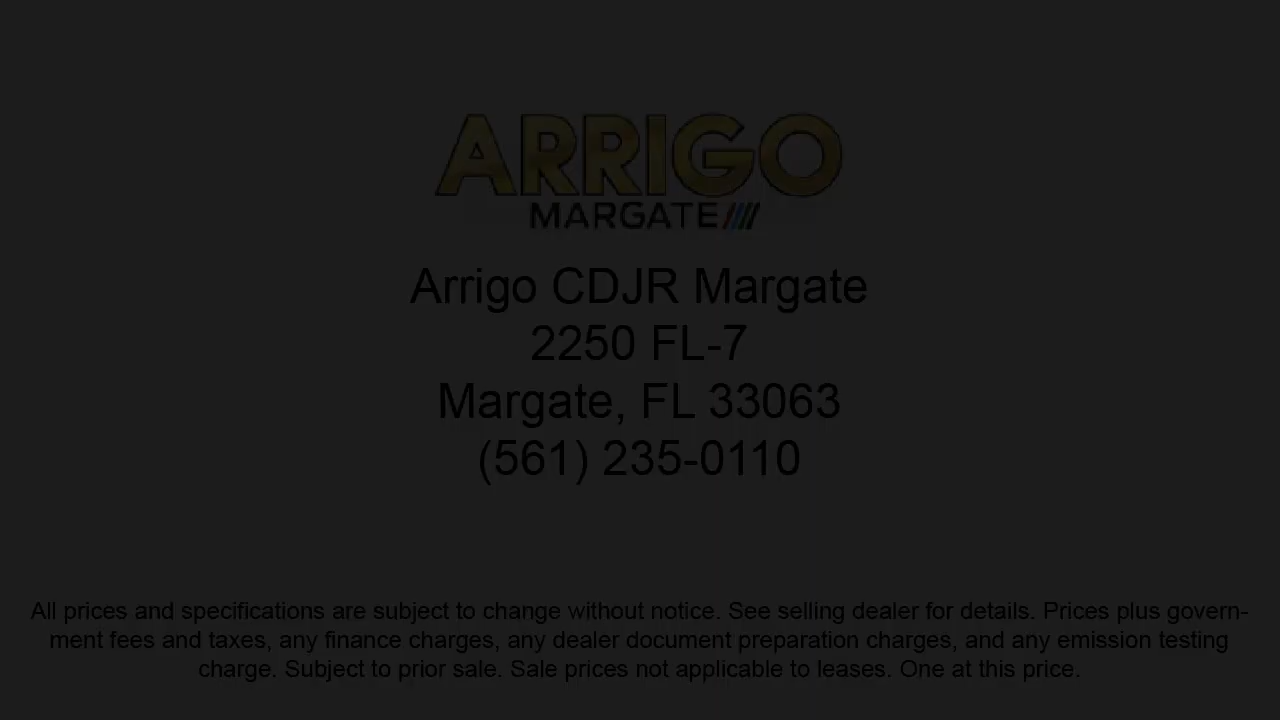 ARRIGO
MARGATE
Arrigo CDJR Margate
2250 FL-7
Margate, FL 33063
(561) 235-0110
All prices and specifications are subject to change without notice. See selling dealer for details. Prices plus govern-
ment fees and taxes, any finance charges, any dealer document preparation charges, and any emission testing
charge. Subject to prior sale. Sale prices not applicable to leases. One at this price.